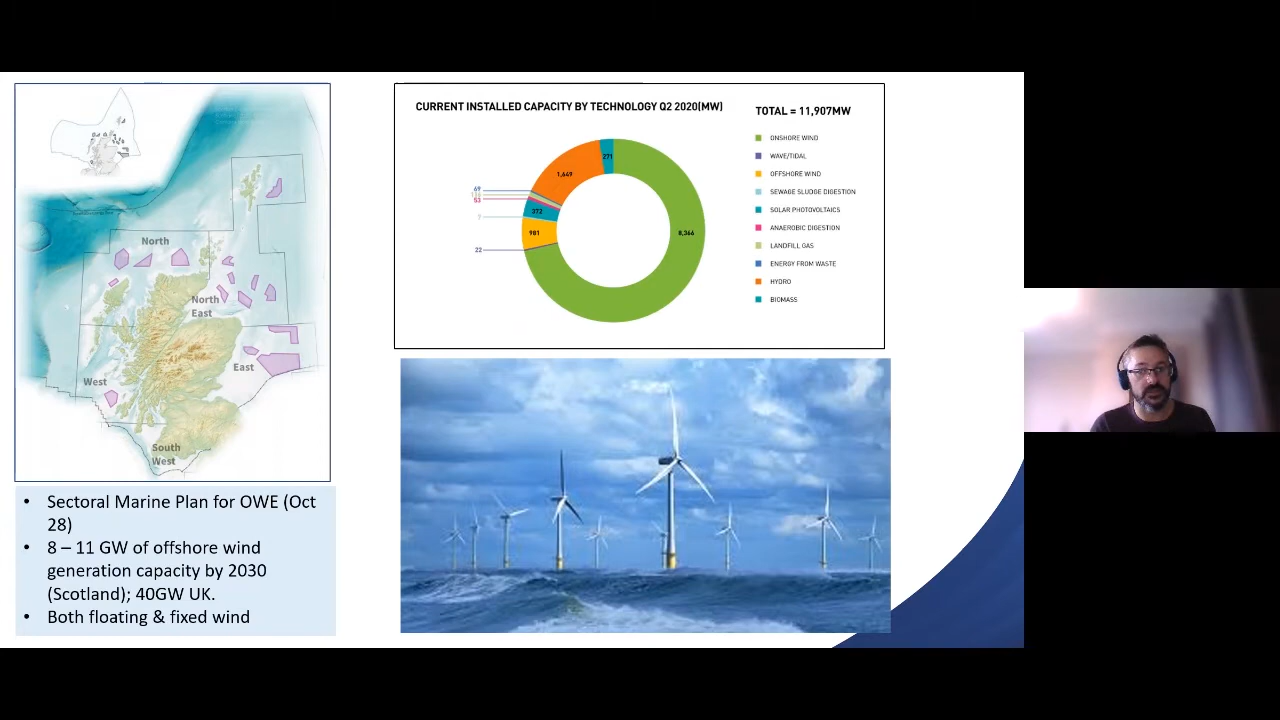 North
North
East
East
West
South
West
• Sectoral Marine Plan for OWE (Oct
28)
• 8 – 11 GW of offshore wind
generation capacity by 2030
(Scotland); 40GW UK.
• Both floating & fixed wind
CURRENT INSTALLED CAPACITY BY TECHNOLOGY Q2 2020(MW)
TOTAL = 11,907MW
271
1,649
69
53
372
7
981
22
8,366
ONSHORE WIND
WAVE/TIDAL
OFFSHORE WIND
SEWAGE SLUDGE DIGESTION
SOLAR PHOTOVOLTAICS
ANAEROBIC DIGESTION
LANDFILL GAS
ENERGY FROM WASTE
HYDRO
BIOMASS